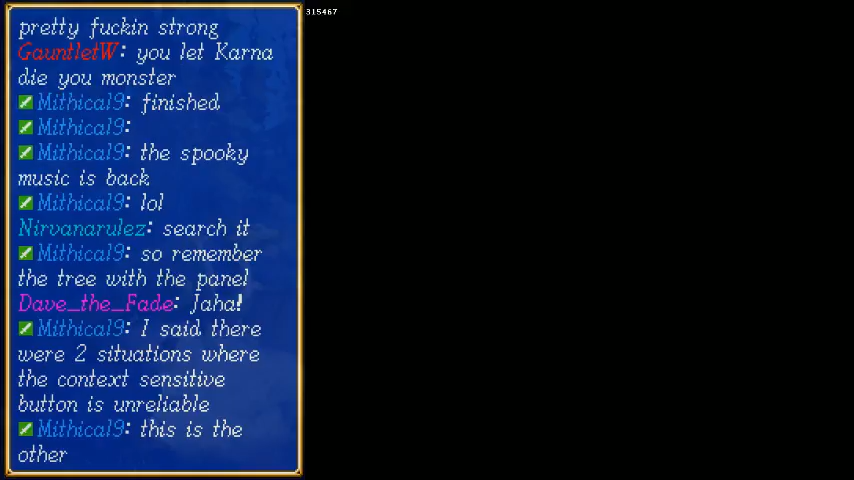 pretty fuckin strong
315467
GauntletW: you let Karna
die you monster
Mithical9: finished
Mithical9:
Mithical9: the spooky
music is back
Mithical9: lol
Nirvanarulez: search it
Mithical9: so remember
the tree with the panel
Dave_the_Fade: Jaha!
Mithical9: I said there
were 2 situations where
the context sensitive
button is unreliable
Mithical9: this is the
other